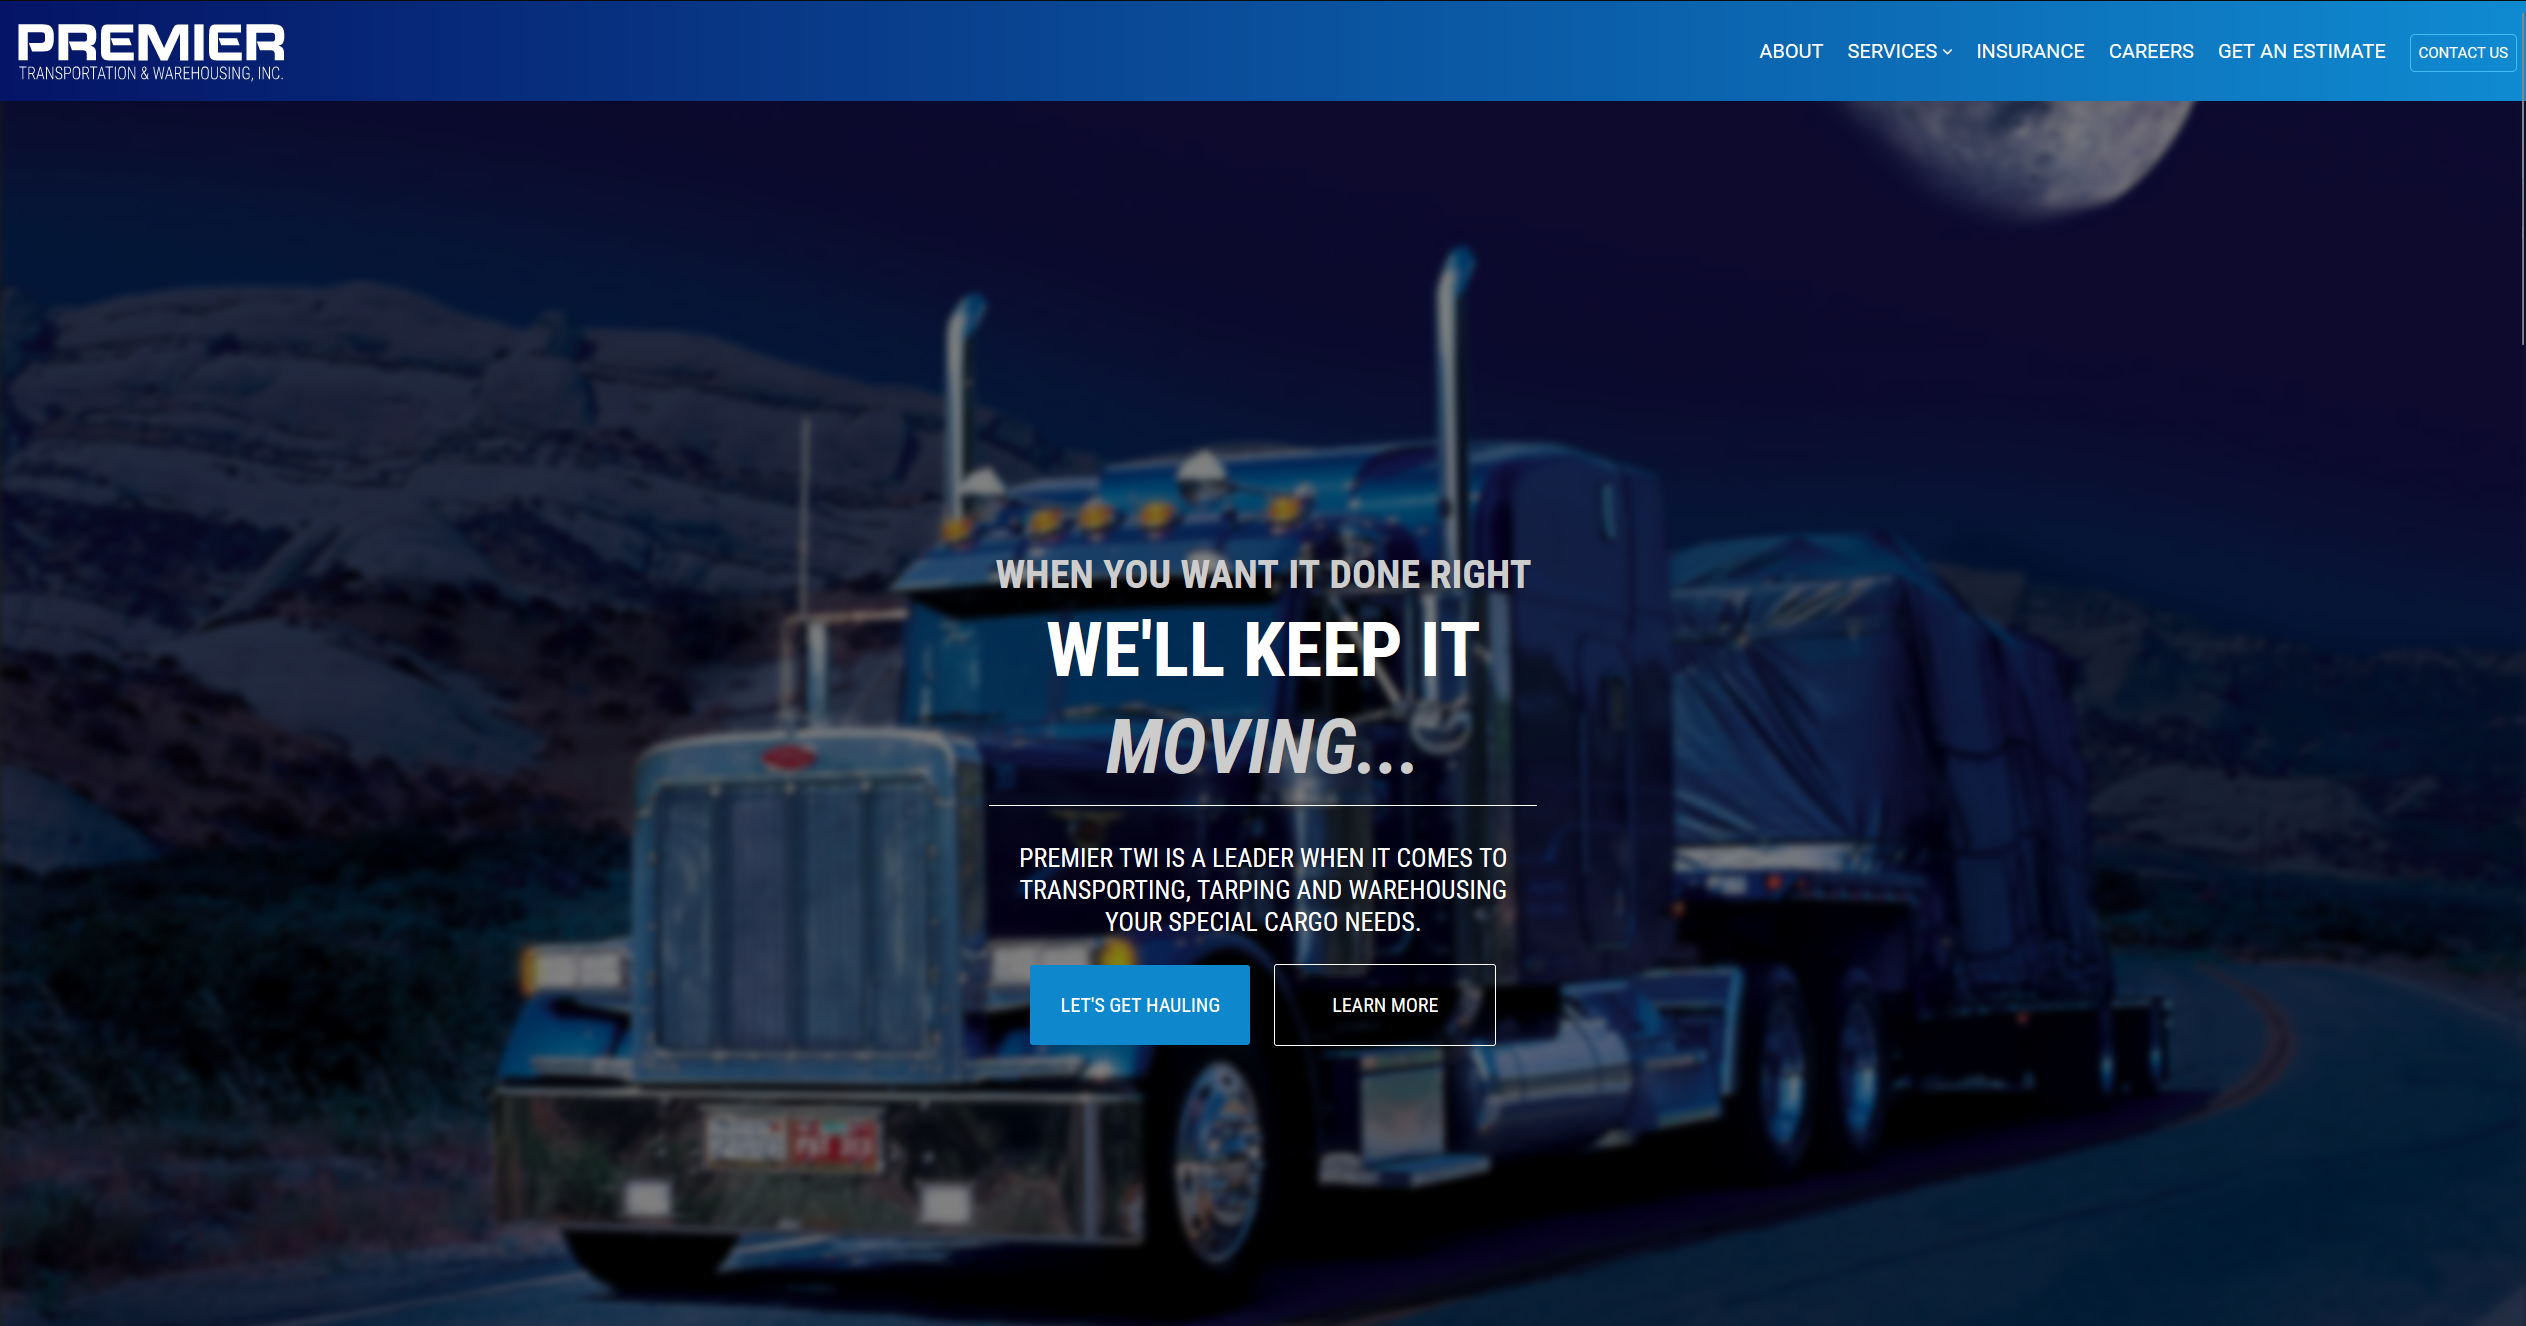 PREMIER
TRANSPORTATION & WAREHOUSING, INC.
ABOUT SERVICES INSURANCE CAREERS GET AN ESTIMATE CONTACT US
WHEN YOU WANT IT DONE RIGHT
WE'LL KEEP IT
MOVING...
PREMIER TWI IS A LEADER WHEN IT COMES TO
TRANSPORTING, TARPING AND WAREHOUSING
YOUR SPECIAL CARGO NEEDS.
LET'S GET HAULING LEARN MORE